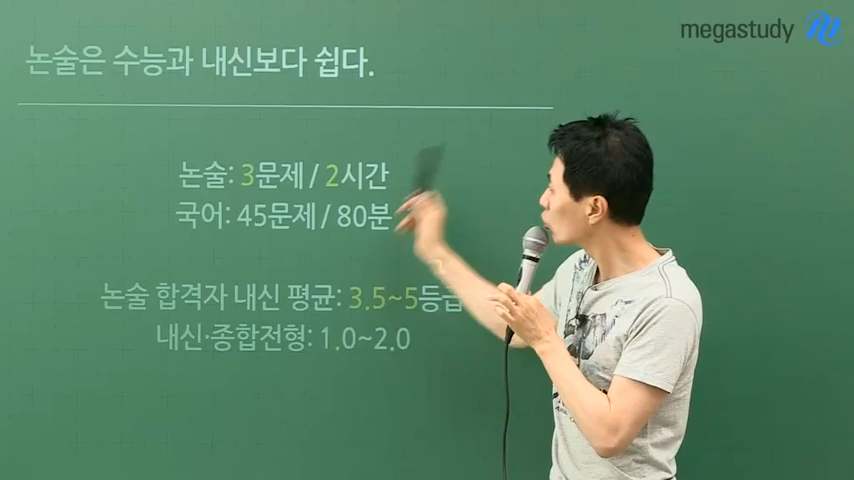 megastudy
논술은 수능과 내신보다 쉽다.
논술: 3문제 / 2시간
국어: 45문제 / 80분
논술 합격자 내신 평균: 3.5~5등급
내신·종합전형: 1.0~2.0